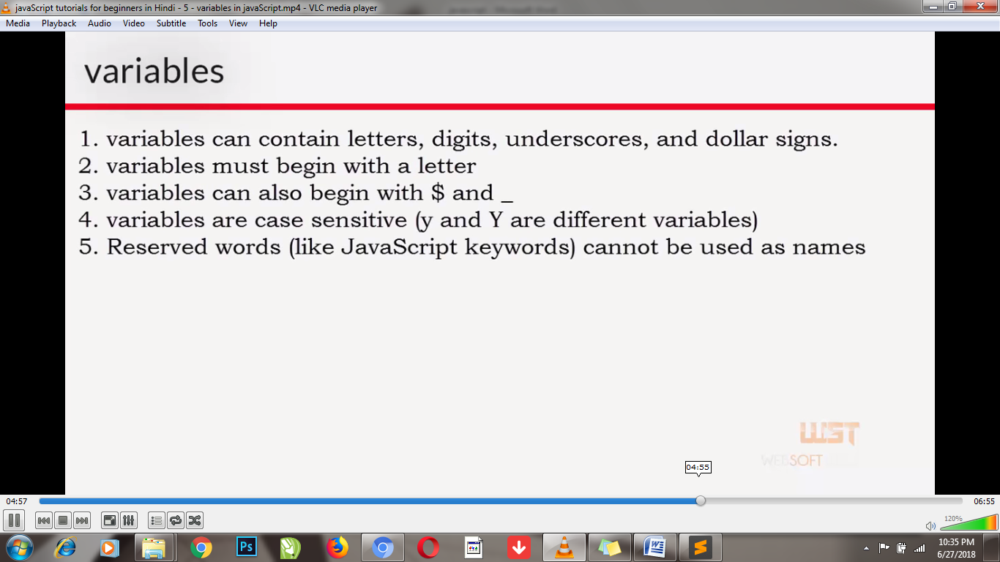 javaScript tutorials for beginners in Hindi - 5 - variables in javaScript.mp4 - VLC media player
Media Playback Audio Video Subtitle Tools View Help
variables
1. variables can contain letters, digits, underscores, and dollar signs.
2. variables must begin with a letter
3. variables can also begin with $ and _
4. variables are case sensitive (y and Y are different variables)
5. Reserved words (like JavaScript keywords) cannot be used as names
WST
WEBSOFT
04:55
04:57 06:55
120%
Ps
10:35 PM
6/27/2018